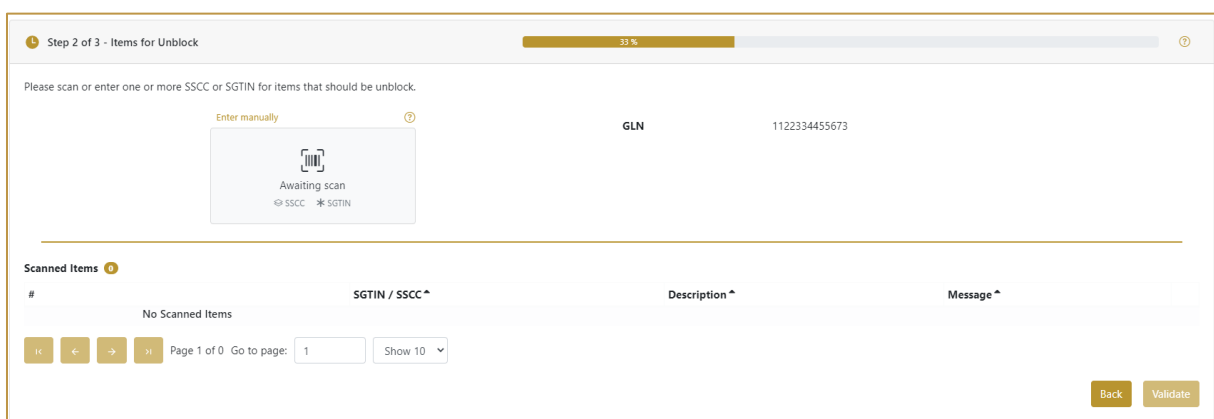 Step 2 of 3 - Items for Unblock
33 %
Please scan or enter one or more SSCC or SGTIN for items that should be unblock.
Enter manually
GLN 1122334455673
Awaiting scan
SSCC SGTIN
Scanned Items 0
# SGTIN / SSCC Description Message
No Scanned Items
Page 1 of 0 Go to page: 1 Show 10
Back Validate